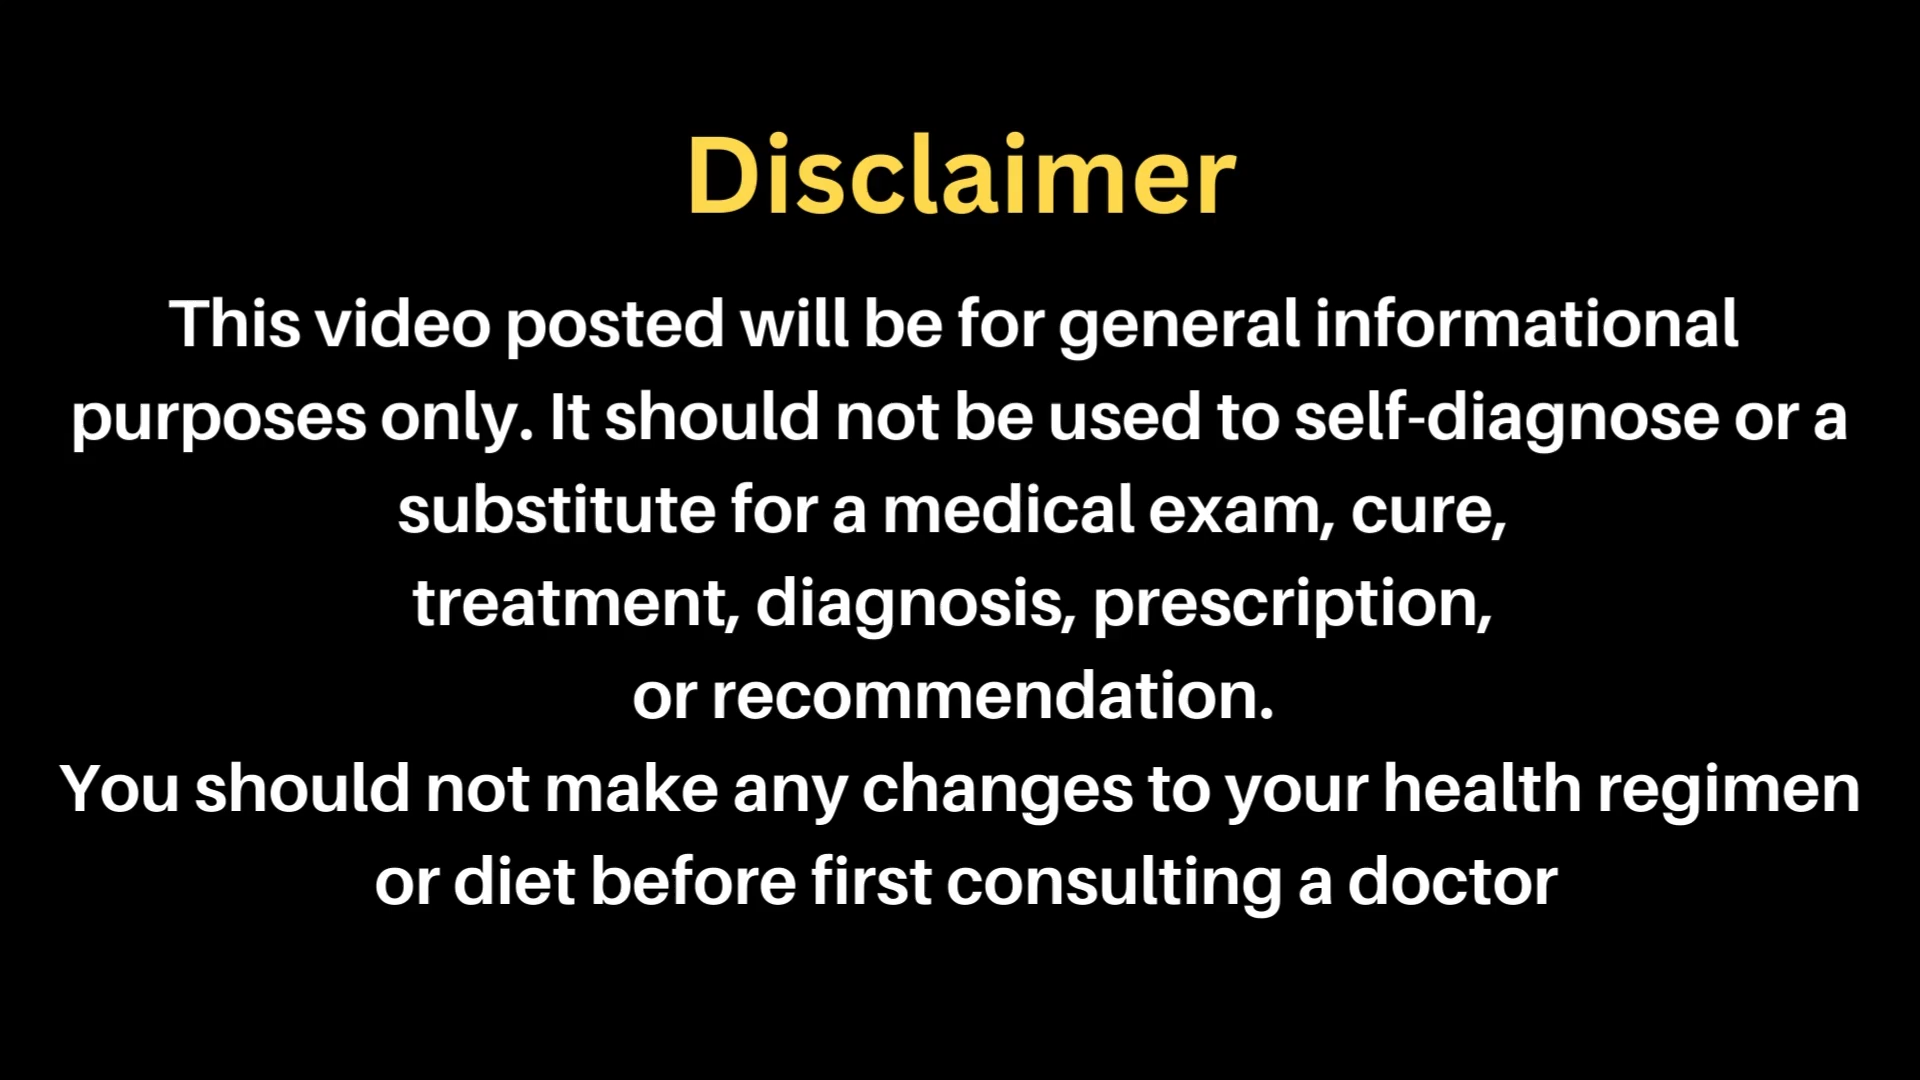 Disclaimer
This video posted will be for general informational
purposes only. It should not be used to self-diagnose or a
substitute for a medical exam, cure,
treatment, diagnosis, prescription,
or recommendation.
You should not make any changes to your health regimen
or diet before first consulting a doctor